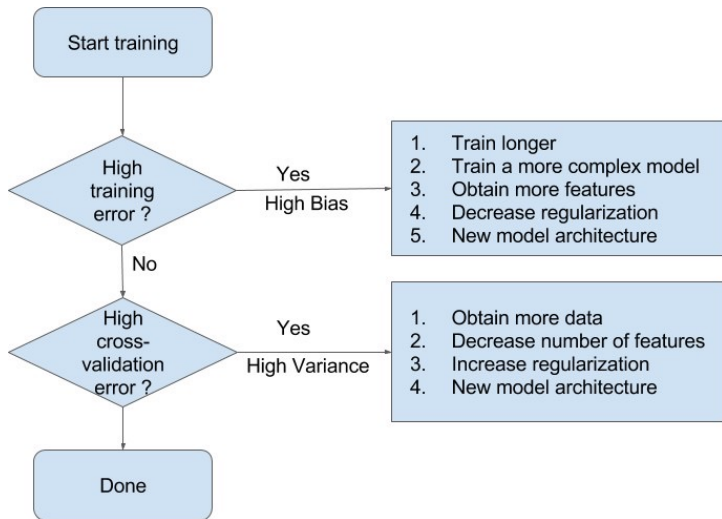 Start training
High
training
error ?
Yes
High Bias
1. Train longer
2. Train a more complex model
3. Obtain more features
4. Decrease regularization
5. New model architecture
No
High
cross-
validation
error ?
Yes
High Variance
1. Obtain more data
2. Decrease number of features
3. Increase regularization
4. New model architecture
Done